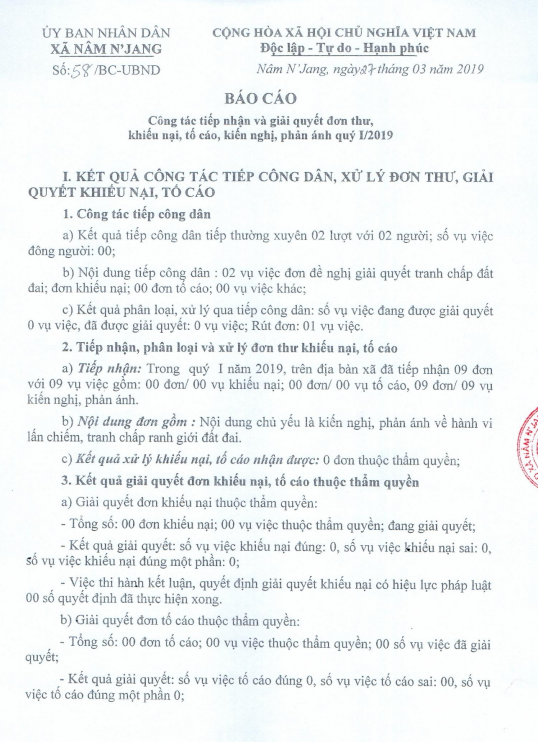 ỦY BAN NHÂN DÂN
XÃ NÂM N'JANG
Số:58/BC-UBND
CỘNG HÒA XÃ HỘI CHỦ NGHĨA VIỆT NAM
Độc lập - Tự do - Hạnh phúc
Nâm N'Jang, ngày27tháng 03 năm 2019
BÁO CÁO
Công tác tiếp nhận và giải quyết đơn thư,
khiếu nại, tố cáo, kiến nghị, phản ánh quý I/2019
I. KẾT QUẢ CÔNG TÁC TIẾP CÔNG DÂN, XỬ LÝ ĐƠN THƯ, GIẢI
QUYẾT KHIẾU NẠI, TỐ CÁO
1. Công tác tiếp công dân
a) Kết quả tiếp công dân tiếp thường xuyên 02 lượt với 02 người; số vụ việc
đông người: 00;
b) Nội dung tiếp công dân : 02 vụ việc đơn đề nghị giải quyết tranh chấp đất
đai; đơn khiếu nại; 00 đơn tố cáo; 00 vụ việc khác;
c) Kết quả phân loại, xử lý qua tiếp công dân: số vụ việc đang được giải quyết
0 vụ việc, đã được giải quyết: 0 vụ việc; Rút đơn: 01 vụ việc.
2. Tiếp nhận, phân loại và xử lý đơn thư khiếu nại, tố cáo
a) Tiếp nhận: Trong quý I năm 2019, trên địa bàn xã đã tiếp nhận 09 đơn
với 09 vụ việc gồm: 00 đơn/ 00 vụ khiếu nại; 00 đơn/ 00 vụ tố cáo, 09 đơn/ 09 vụ
kiến nghị, phản ánh.
b) Nội dung đơn gồm : Nội dung chủ yếu là kiến nghị, phản ánh về hành vi
lấn chiếm, tranh chấp ranh giới đất đai.
c) Kết quả xử lý khiếu nại, tố cáo nhận được: 0 đơn thuộc thẩm quyền;
3. Kết quả giải quyết đơn khiếu nại, tố cáo thuộc thẩm quyền
a) Giải quyết đơn khiếu nại thuộc thẩm quyền:
- Tổng số: 00 đơn khiếu nại; 00 vụ việc thuộc thẩm quyền; đang giải quyết;
- Kết quả giải quyết: số vụ việc khiếu nại đúng: 0, số vụ việc khiếu nại sai: 0,
số vụ việc khiếu nại đúng một phần: 0;
- Việc thi hành kết luận, quyết định giải quyết khiếu nại có hiệu lực pháp luật
00 số quyết định đã thực hiện xong.
b) Giải quyết đơn tố cáo thuộc thẩm quyền:
- Tổng số: 00 đơn tố cáo; 00 vụ việc thuộc thẩm quyền; 00 số vụ việc đã giải
quyết;
- Kết quả giải quyết: số vụ việc tố cáo đúng 0, số vụ việc tố cáo sai: 00, số vụ
việc tố cáo đúng một phần 0;